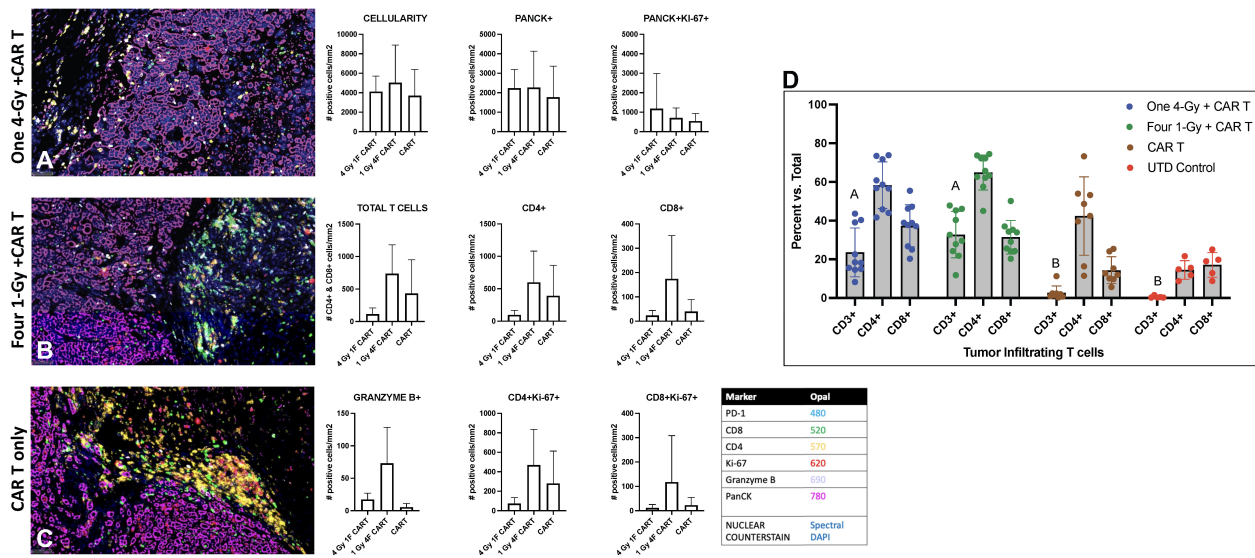 One 4-Gy +CAR T
A
CELLULARITY
# positive cells/mm2
10000
8000
6000
4000
2000
0
4 Gy 1F CART
1 Gy 4F CART
CART
PANCK+
# positive cells/mm2
5000
4000
3000
2000
1000
0
4 Gy 1F CART
1 Gy 4F CART
CART
PANCK+KI-67+
# positive cells/mm2
5000
4000
3000
2000
1000
0
4 Gy 1F CART
1 Gy 4F CART
CART
Four 1-Gy +CAR T
B
TOTAL T CELLS
# CD4+ & CD8+ cells/mm2
1500
1000
500
0
4 Gy 1F CART
1 Gy 4F CART
CART
CD4+
# positive cells/mm2
1500
1000
500
0
4 Gy 1F CART
1 Gy 4F CART
CART
CD8+
# positive cells/mm2
400
300
200
100
0
4 Gy 1F CART
1 Gy 4F CART
CART
CAR T only
C
GRANZYME B+
# positive cells/mm2
150
100
50
0
4 Gy 1F CART
1 Gy 4F CART
CART
CD4+Ki-67+
# positive cells/mm2
1000
800
600
400
200
0
4 Gy 1F CART
1 Gy 4F CART
CART
CD8+Ki-67+
# positive cells/mm2
400
300
200
100
0
4 Gy 1F CART
1 Gy 4F CART
CART
D
Percent vs. Total
100
80
60
40
20
0
A
A
B
B
One 4-Gy + CAR T
Four 1-Gy + CAR T
CAR T
UTD Control
CD3+ CD4+ CD8+ CD3+ CD4+ CD8+ CD3+ CD4+ CD8+ CD3+ CD4+ CD8+
Tumor Infiltrating T cells
Marker Opal
PD-1 480
CD8 520
CD4 570
Ki-67 620
Granzyme B 690
PanCK 780
NUCLEAR Spectral
COUNTERSTAIN DAPI